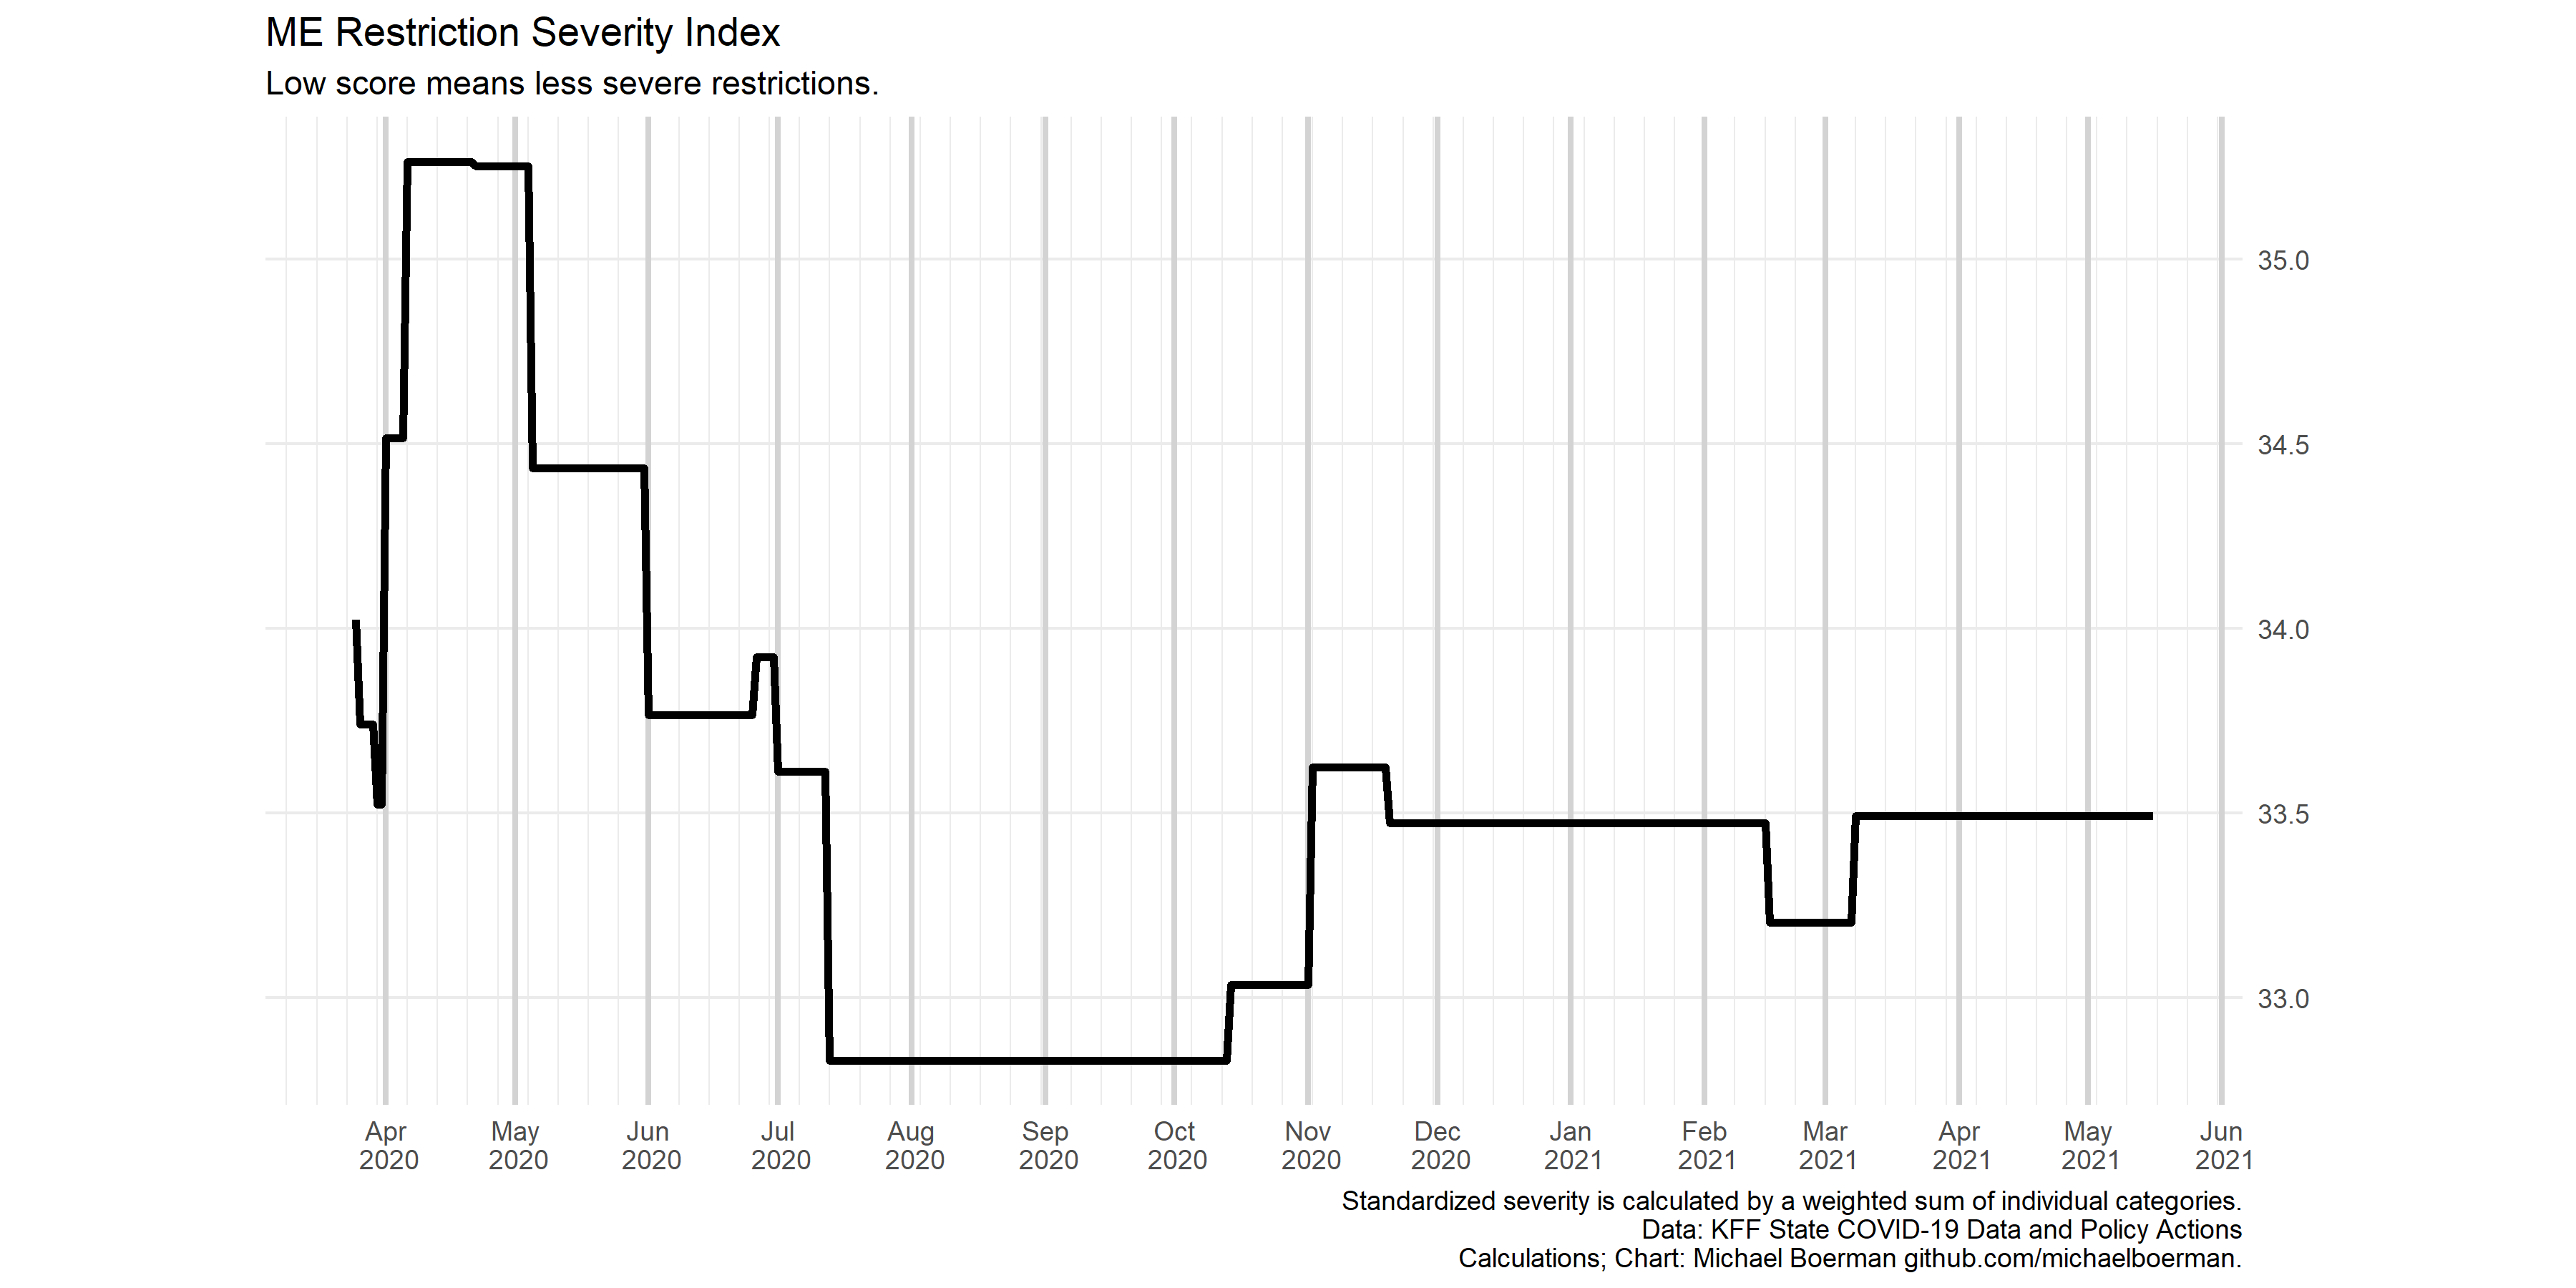 ME Restriction Severity Index
Low score means less severe restrictions.
35.0
34.5
34.0
33.5
33.0
Apr May Jun Jul Aug Sep Oct Nov Dec Jan Feb Mar Apr May Jun
2020 2020 2020 2020 2020 2020 2020 2020 2020 2021 2021 2021 2021 2021 2021
Standardized severity is calculated by a weighted sum of individual categories.
Data: KFF State COVID-19 Data and Policy Actions
Calculations; Chart: Michael Boerman github.com/michaelboerman.